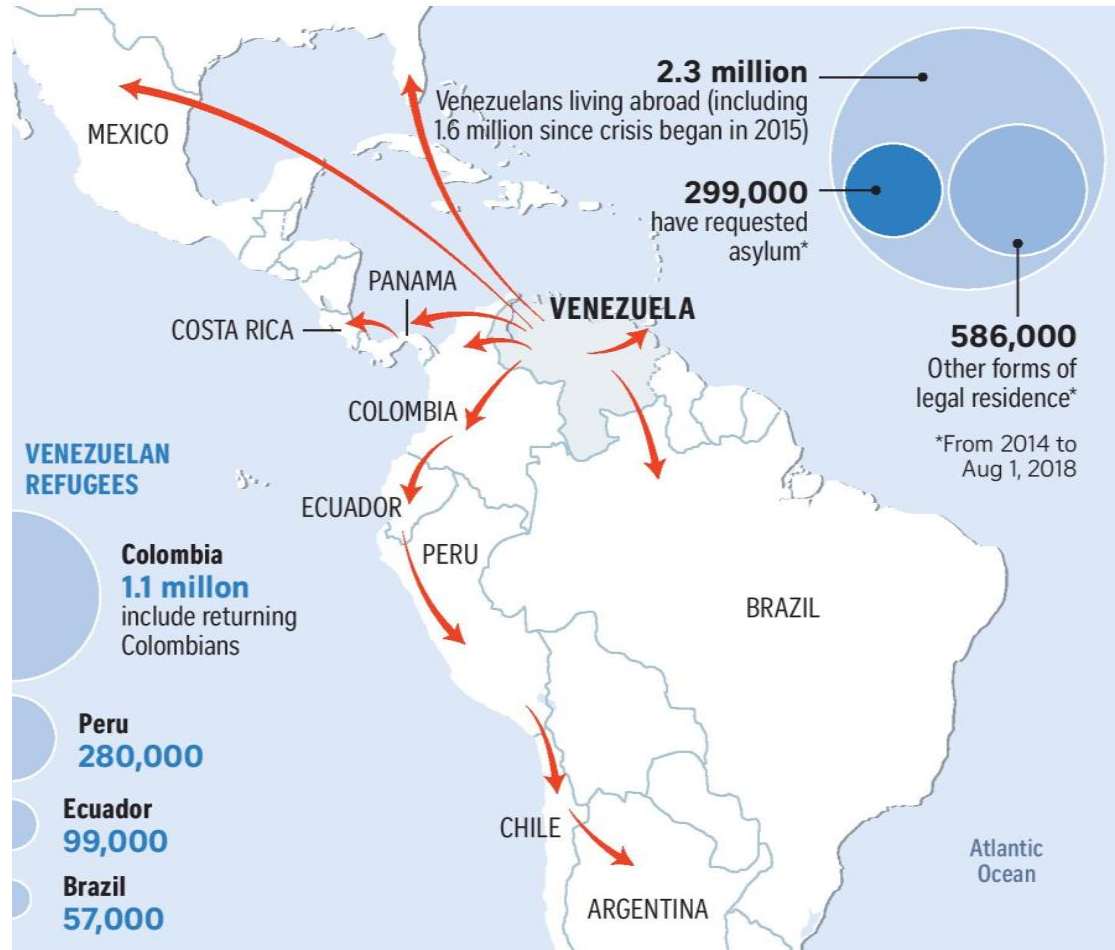 2.3 million
Venezuelans living abroad (including
1.6 million since crisis began in 2015)
299,000
have requested
asylum*
586,000
Other forms of
legal residence*
*From 2014 to
Aug 1, 2018
MEXICO
PANAMA
COSTA RICA
VENEZUELA
COLOMBIA
ECUADOR
PERU
BRAZIL
CHILE
ARGENTINA
Atlantic
Ocean
VENEZUELAN
REFUGEES
Colombia
1.1 millon
include returning
Colombians
Peru
280,000
Ecuador
99,000
Brazil
57,000